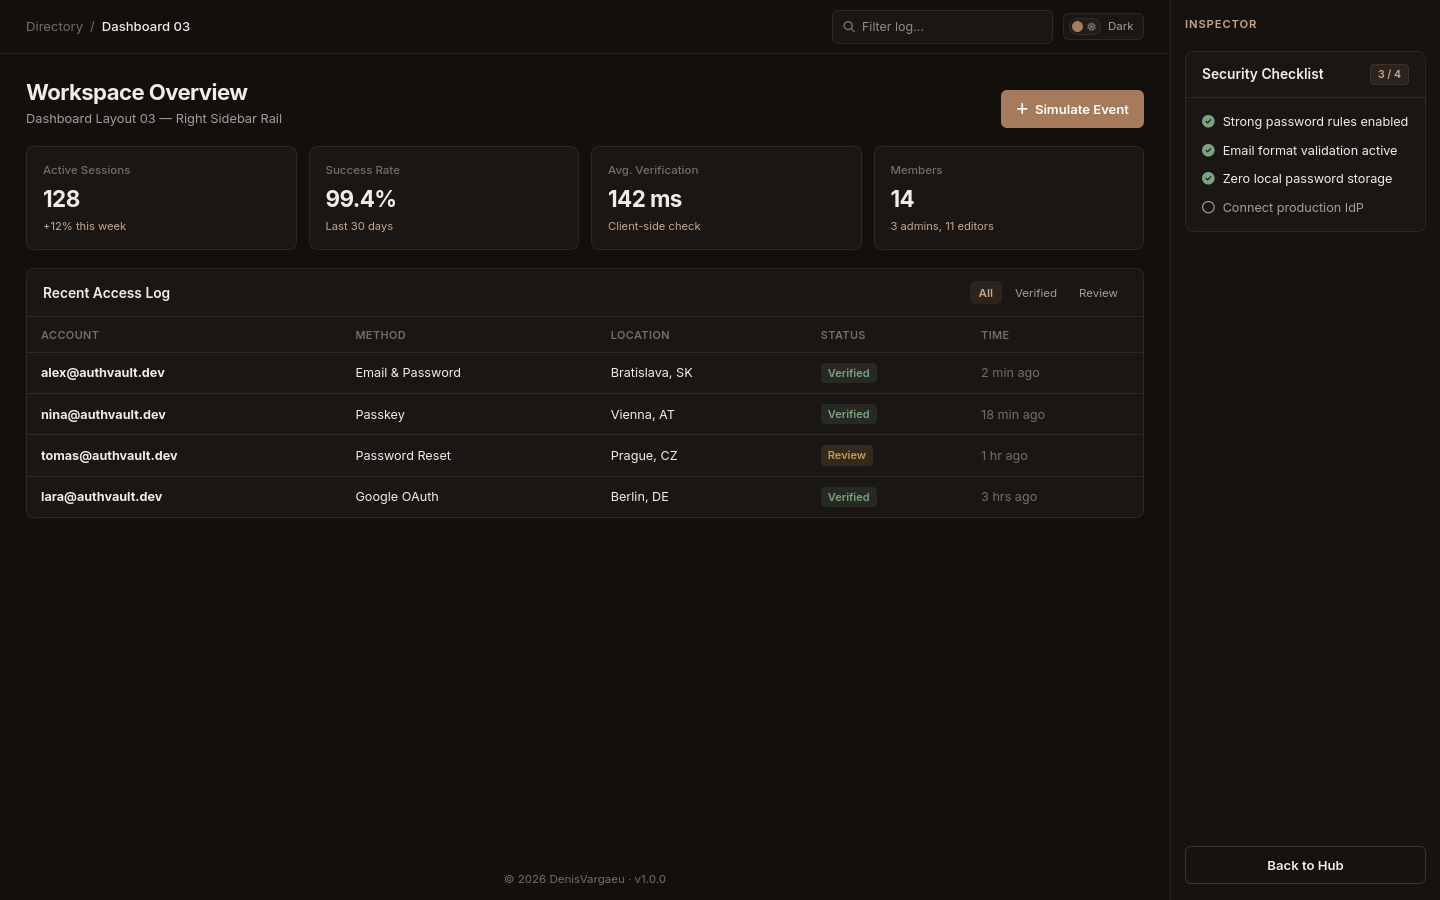 Directory / Dashboard 03
Filter log...
Dark
Workspace Overview
Dashboard Layout 03 — Right Sidebar Rail
+ Simulate Event
Active Sessions
128
+12% this week
Success Rate
99.4%
Last 30 days
Avg. Verification
142 ms
Client-side check
Members
14
3 admins, 11 editors
Recent Access Log
All Verified Review
ACCOUNT METHOD LOCATION STATUS TIME
alex@authvault.dev Email & Password Bratislava, SK Verified 2 min ago
nina@authvault.dev Passkey Vienna, AT Verified 18 min ago
tomas@authvault.dev Password Reset Prague, CZ Review 1 hr ago
lara@authvault.dev Google OAuth Berlin, DE Verified 3 hrs ago
© 2026 DenisVargaeu · v1.0.0
INSPECTOR
Security Checklist 3 / 4
Strong password rules enabled
Email format validation active
Zero local password storage
Connect production IdP
Back to Hub